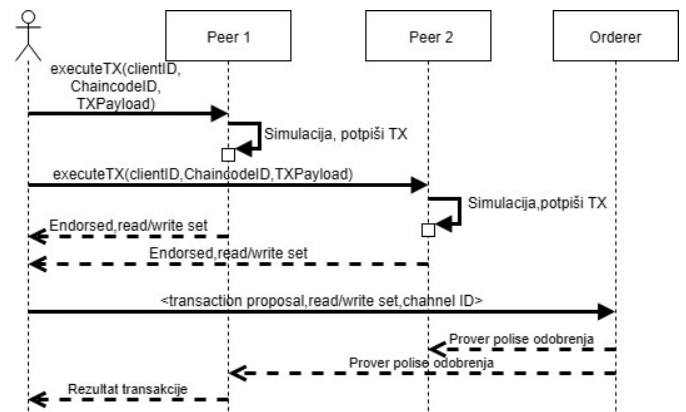 Peer 1
Peer 2
Orderer
executeTX(clientID,
ChaincodeID,
TXPayload)
Simulacija, potpiši TX
executeTX(clientID,ChaincodeID,TXPayload)
Simulacija,potpiši TX
Endorsed,read/write set
Endorsed,read/write set
<transaction proposal,read/write set,channel ID>
Prover polise odobrenja
Prover polise odobrenja
Rezultat transakcije